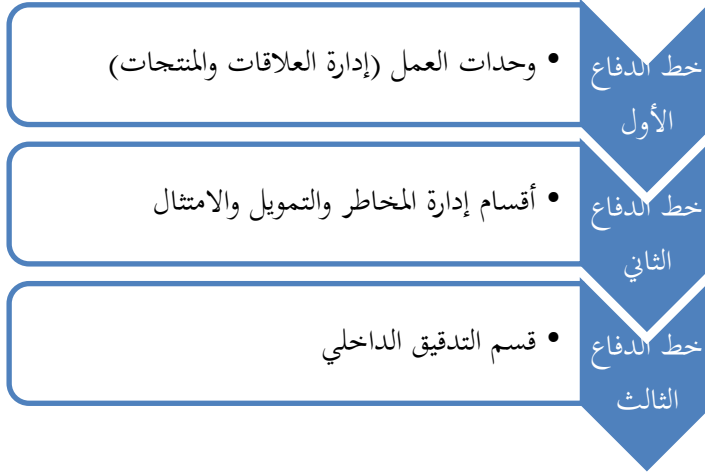 خط الدفاع
الأول
• وحدات العمل (إدارة العلاقات والمنتجات)
خط الدفاع
الثاني
• أقسام إدارة المخاطر والتمويل والامتثال
خط الدفاع
الثالث
• قسم التدقيق الداخلي